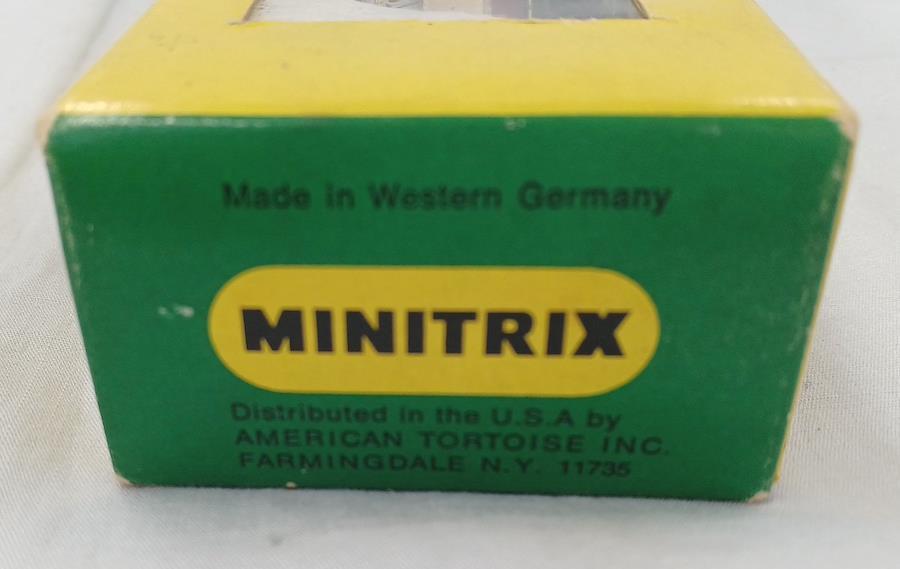 Made in Western Germany
MINITRIX
Distributed in the U.S.A by
AMERICAN TORTOISE INC.
FARMINGDALE N.Y. 11735